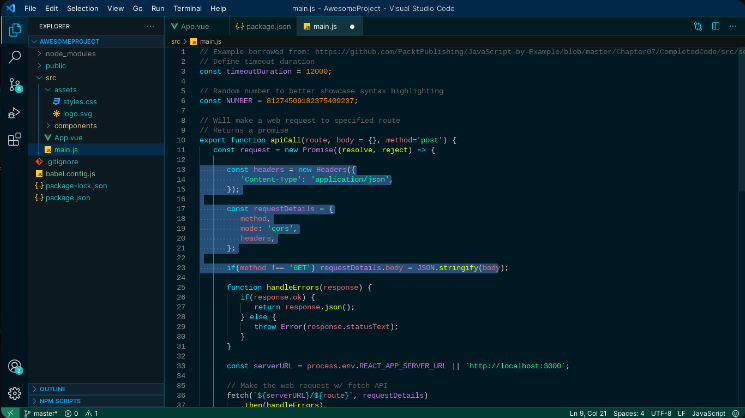 File Edit Selection View Go Run Terminal Help
main.js - AwesomeProject - Visual Studio Code
EXPLORER
AWESOMEPROJECT
node_modules
public
src
assets
styles.css
logo.svg
components
App.vue
main.js
.gitignore
babel.config.js
package-lock.json
package.json
OUTLINE
NPM SCRIPTS
App.vue package.json main.js
src > main.js
1 // Example borrowed from: https://github.com/PacktPublishing/JavaScript-by-Example/blob/master/Chapter07/CompletedCode/src/se
2 // Define timeout duration
3 const timeoutDuration = 12000;
4
5 // Random number to better showcase syntax highlighting
6 const NUMBER = 81274509182375409237;
7
8 // Will make a web request to specified route
9 // Returns a promise
10 export function apiCall(route, body = {}, method='post') {
11 const request = new Promise((resolve, reject) => {
12
13 const headers = new Headers({
14 'Content-Type': 'application/json',
15 });
16
17 const requestDetails = {
18 method,
19 mode: 'cors',
20 headers,
21 };
22
23 if(method !== 'GET') requestDetails.body = JSON.stringify(body);
24
25 function handleErrors(response) {
26 if(response.ok) {
27 return response.json();
28 } else {
29 throw Error(response.statusText);
30 }
31 }
32
33 const serverURL = process.env.REACT_APP_SERVER_URL || `http://localhost:3000`;
34
35 // Make the web request w/ fetch API
36 fetch(`${serverURL}/${route}`, requestDetails)
37 .then(handleErrors)
master* 0 1
Ln 9, Col 21 Spaces: 4 UTF-8 LF JavaScript